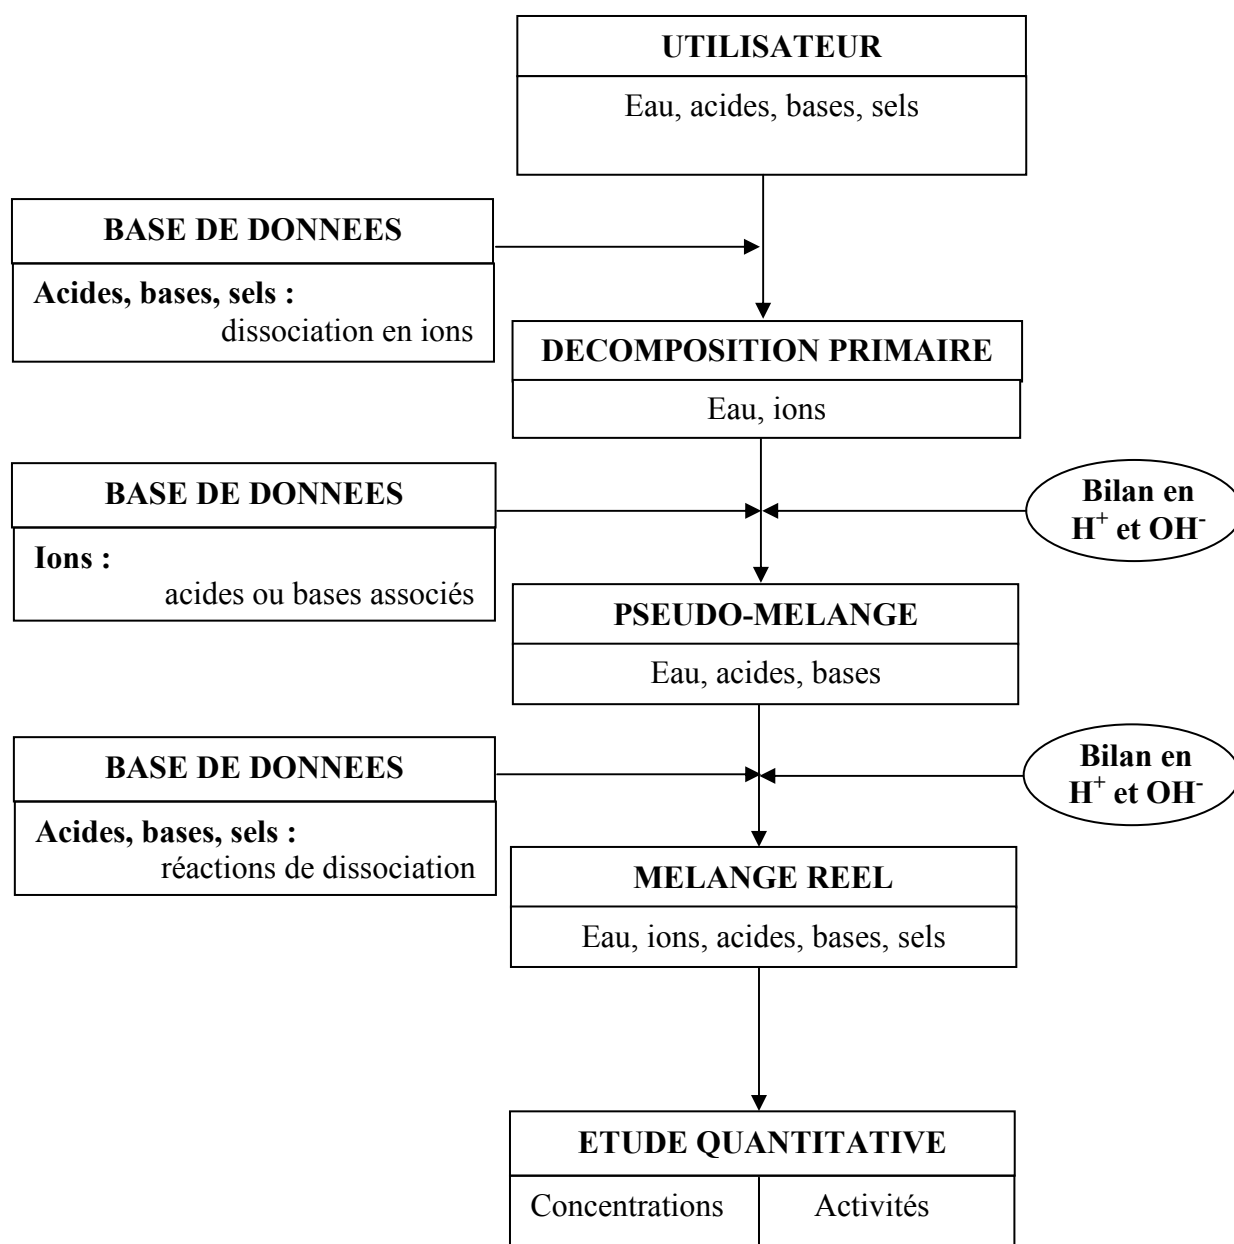 UTILISATEUR
Eau, acides, bases, sels
BASE DE DONNEES
Acides, bases, sels :
dissociation en ions
DECOMPOSITION PRIMAIRE
Eau, ions
BASE DE DONNEES
Ions :
acides ou bases associés
Bilan en
H⁺ et OH⁻
PSEUDO-MELANGE
Eau, acides, bases
BASE DE DONNEES
Acides, bases, sels :
réactions de dissociation
Bilan en
H⁺ et OH⁻
MELANGE REEL
Eau, ions, acides, bases, sels
ETUDE QUANTITATIVE
Concentrations
Activités